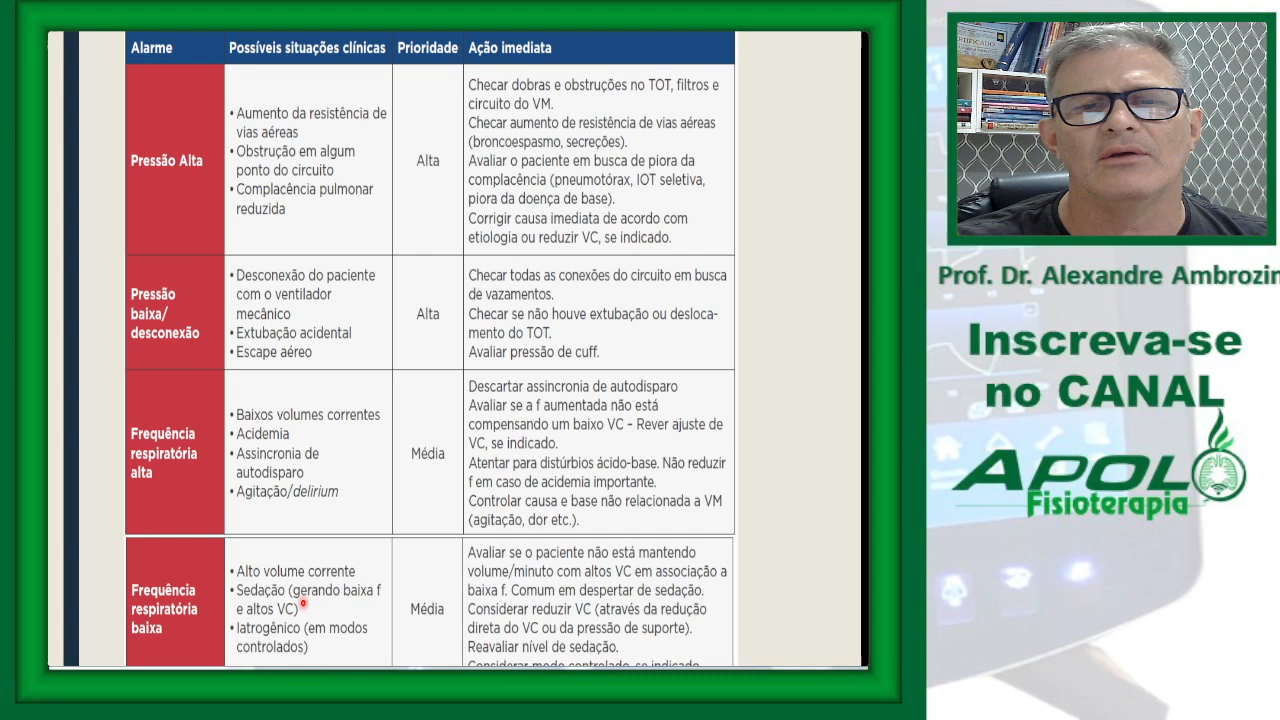 Alarme
Possíveis situações clínicas
Prioridade
Ação imediata
Pressão Alta
• Aumento da resistência de
vias aéreas
• Obstrução em algum
ponto do circuito
• Complacência pulmonar
reduzida
Alta
Checar dobras e obstruções no TOT, filtros e
circuito do VM.
Checar aumento de resistência de vias aéreas
(broncoespasmo, secreções).
Avaliar o paciente em busca de piora da
complacência (pneumotórax, IOT seletiva,
piora da doença de base).
Corrigir causa imediata de acordo com
etiologia ou reduzir VC, se indicado.
Pressão
baixa/
desconexão
• Desconexão do paciente
com o ventilador
mecânico
• Extubação acidental
• Escape aéreo
Alta
Checar todas as conexões do circuito em busca
de vazamentos.
Checar se não houve extubação ou desloca-
mento do TOT.
Avaliar pressão de cuff.
Frequência
respiratória
alta
• Baixos volumes correntes
• Acidemia
• Assincronia de
autodisparo
• Agitação/delirium
Média
Descartar assincronia de autodisparo
Avaliar se a f aumentada não está
compensando um baixo VC – Rever ajuste de
VC, se indicado.
Atentar para distúrbios ácido-base. Não reduzir
f em caso de acidemia importante.
Controlar causa e base não relacionada a VM
(agitação, dor etc.).
Frequência
respiratória
baixa
• Alto volume corrente
• Sedação (gerando baixa f
e altos VC)
• Iatrogênico (em modos
controlados)
Média
Avaliar se o paciente não está mantendo
volume/minuto com altos VC em associação a
baixa f. Comum em despertar de sedação.
Considerar reduzir VC (através da redução
direta do VC ou da pressão de suporte).
Reavaliar nível de sedação.
Considerar modo controlado, se indicado
Prof. Dr. Alexandre Ambrozin
Inscreva-se
no CANAL
APOLO
Fisioterapia